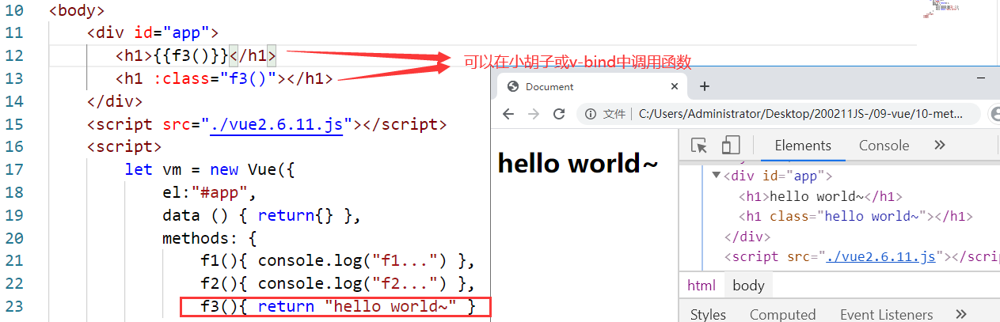 10 <body>
11 <div id="app">
12 <h1>{{f3()}}</h1>
13 <h1 :class="f3()"></h1>
14 </div>
15 <script src="./vue2.6.11.js"></script>
16 <script>
17 let vm = new Vue({
18 el:"#app",
19 data () { return{} },
20 methods: {
21 f1(){ console.log("f1...") },
22 f2(){ console.log("f2...") },
23 f3(){ return "hello world~" }
可以在小胡子或v-bind中调用函数
Document
文件 C:/Users/Administrator/Desktop/200211JS-/09-vue/10-met...
hello world~
Elements Console
<div id="app">
<h1>hello world~</h1>
<h1 class="hello world~"></h1>
</div>
<script src="./vue2.6.11.js"></scri
html body
Styles Computed Event Listeners